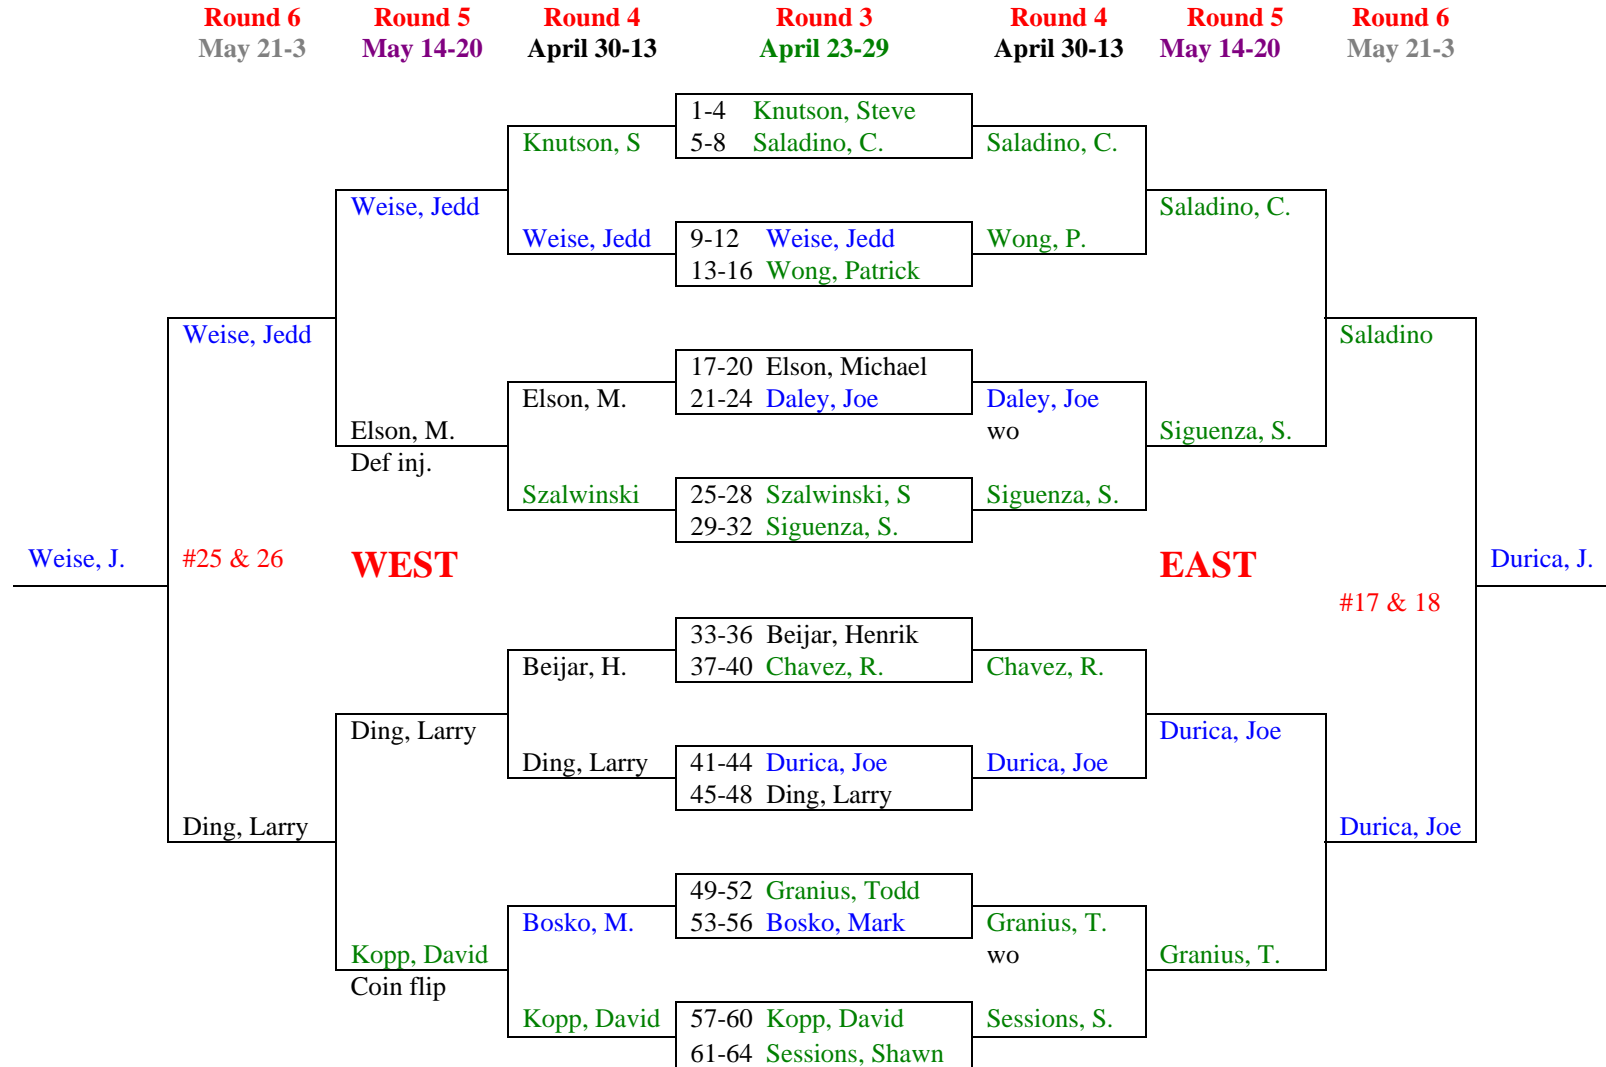 Round 6 Round 5 Round 4 Round 3 Round 4 Round 5 Round 6
May 21-3 May 14-20 April 30-13 April 23-29 April 30-13 May 14-20 May 21-3
1-4 Knutson, Steve
Knutson, S 5-8 Saladino, C. Saladino, C.
Weise, Jedd Saladino, C.
Weise, Jedd 9-12 Weise, Jedd Wong, P.
13-16 Wong, Patrick
Weise, Jedd Saladino
17-20 Elson, Michael
Elson, M. 21-24 Daley, Joe Daley, Joe
Elson, M. wo Siguenza, S.
Def inj.
Szalwinski 25-28 Szalwinski, S Siguenza, S.
29-32 Siguenza, S.
Weise, J. #25 & 26 WEST EAST Durica, J.
#17 & 18
33-36 Beijar, Henrik
Beijar, H. 37-40 Chavez, R. Chavez, R.
Ding, Larry Durica, Joe
Ding, Larry 41-44 Durica, Joe Durica, Joe
45-48 Ding, Larry
Ding, Larry Durica, Joe
49-52 Granius, Todd
Bosko, M. 53-56 Bosko, Mark Granius, T.
Kopp, David wo Granius, T.
Coin flip
Kopp, David 57-60 Kopp, David Sessions, S.
61-64 Sessions, Shawn